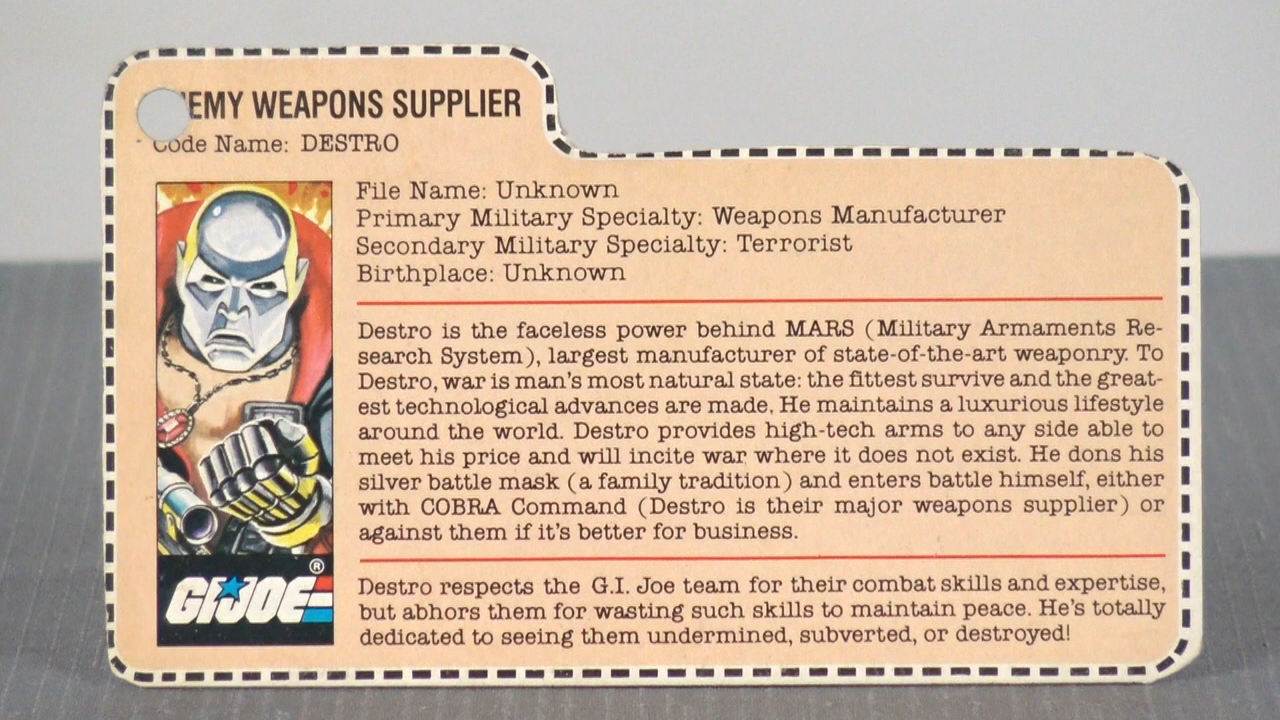 EMY WEAPONS SUPPLIER
Code Name: DESTRO
File Name: Unknown
Primary Military Specialty: Weapons Manufacturer
Secondary Military Specialty: Terrorist
Birthplace: Unknown
Destro is the faceless power behind MARS (Military Armaments Re-
search System), largest manufacturer of state-of-the-art weaponry. To
Destro, war is man's most natural state: the fittest survive and the great-
est technological advances are made. He maintains a luxurious lifestyle
around the world. Destro provides high-tech arms to any side able to
meet his price and will incite war where it does not exist. He dons his
silver battle mask (a family tradition) and enters battle himself, either
with COBRA Command (Destro is their major weapons supplier) or
against them if it's better for business.
GI JOE ®
Destro respects the G.I. Joe team for their combat skills and expertise,
but abhors them for wasting such skills to maintain peace. He's totally
dedicated to seeing them undermined, subverted, or destroyed!